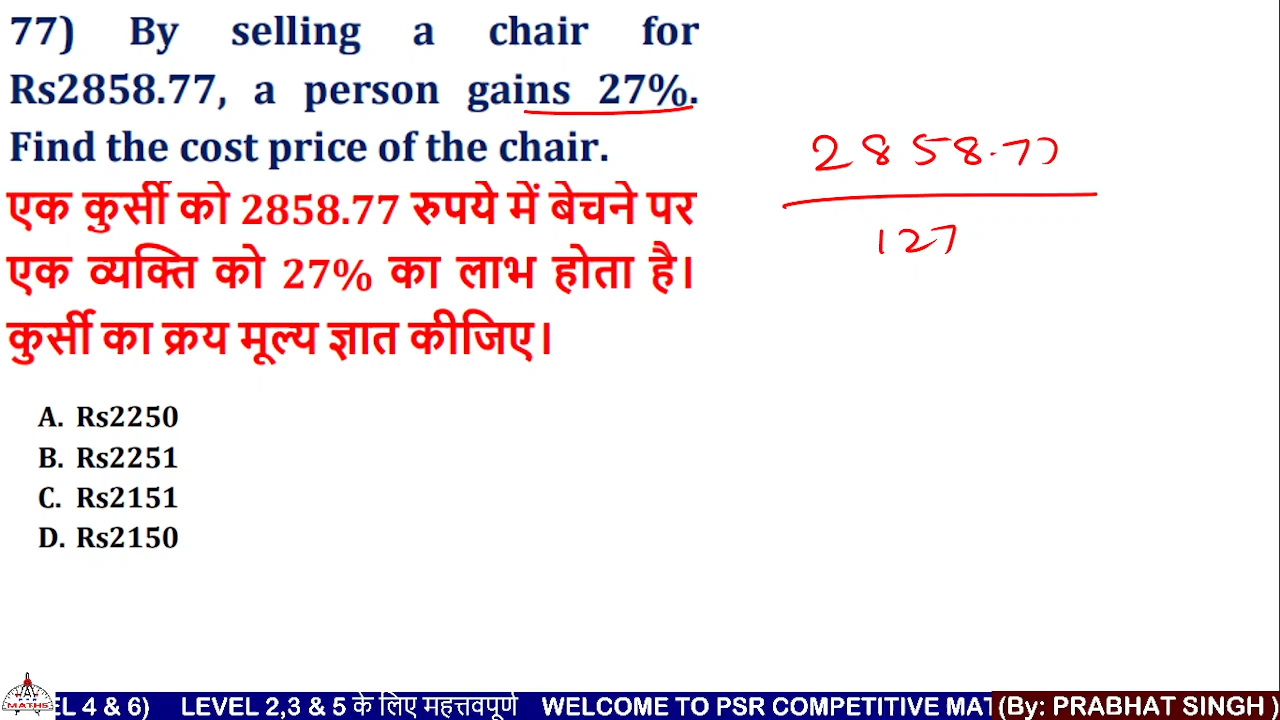 77) By selling a chair for
Rs2858.77, a person gains 27%.
Find the cost price of the chair.
एक कुर्सी को 2858.77 रुपये में बेचने पर
एक व्यक्ति को 27% का लाभ होता है।
कुर्सी का क्रय मूल्य ज्ञात कीजिए।
A. Rs2250
B. Rs2251
C. Rs2151
D. Rs2150
2858.77
127
MATHS
EL 4 & 6) LEVEL 2,3 & 5 के लिए महत्तवपूर्ण WELCOME TO PSR COMPETITIVE MAT (By: PRABHAT SINGH )